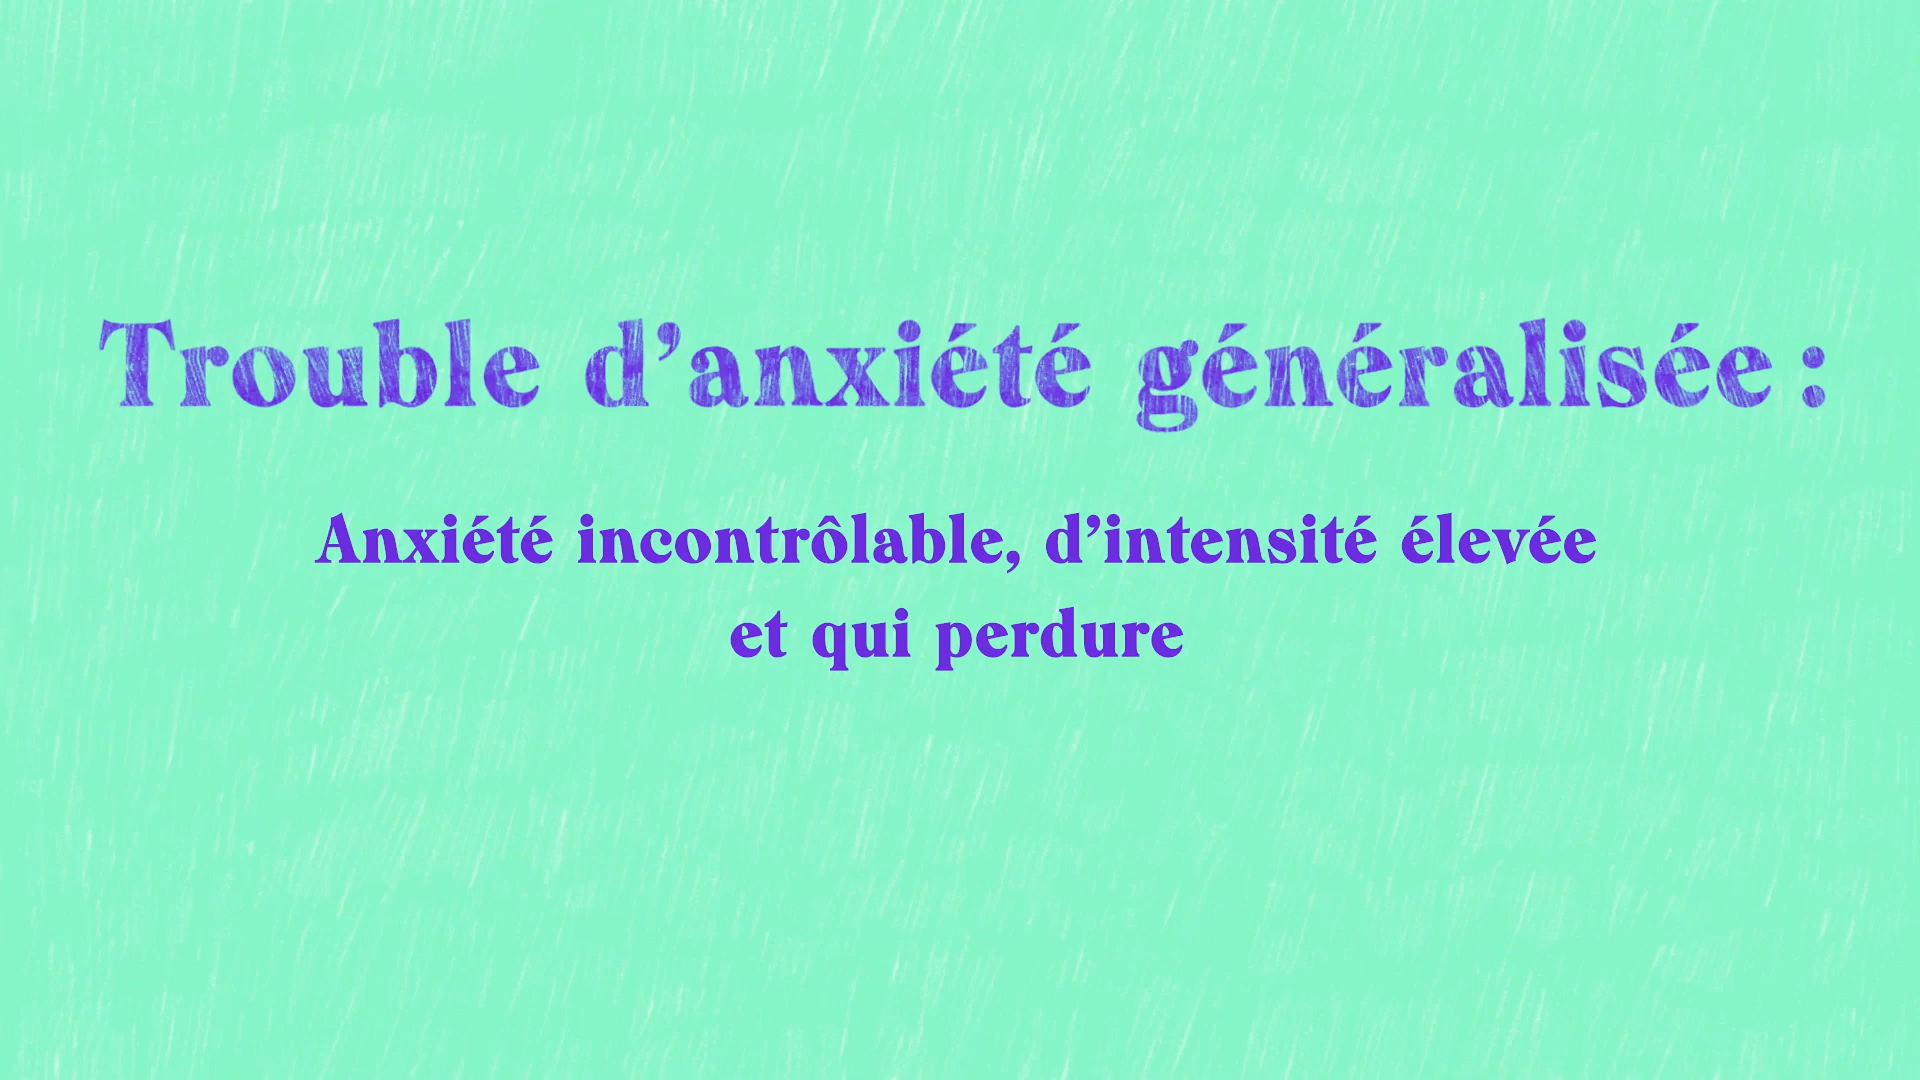 Trouble d’anxiété généralisée :
Anxiété incontrôlable, d’intensité élevée
et qui perdure